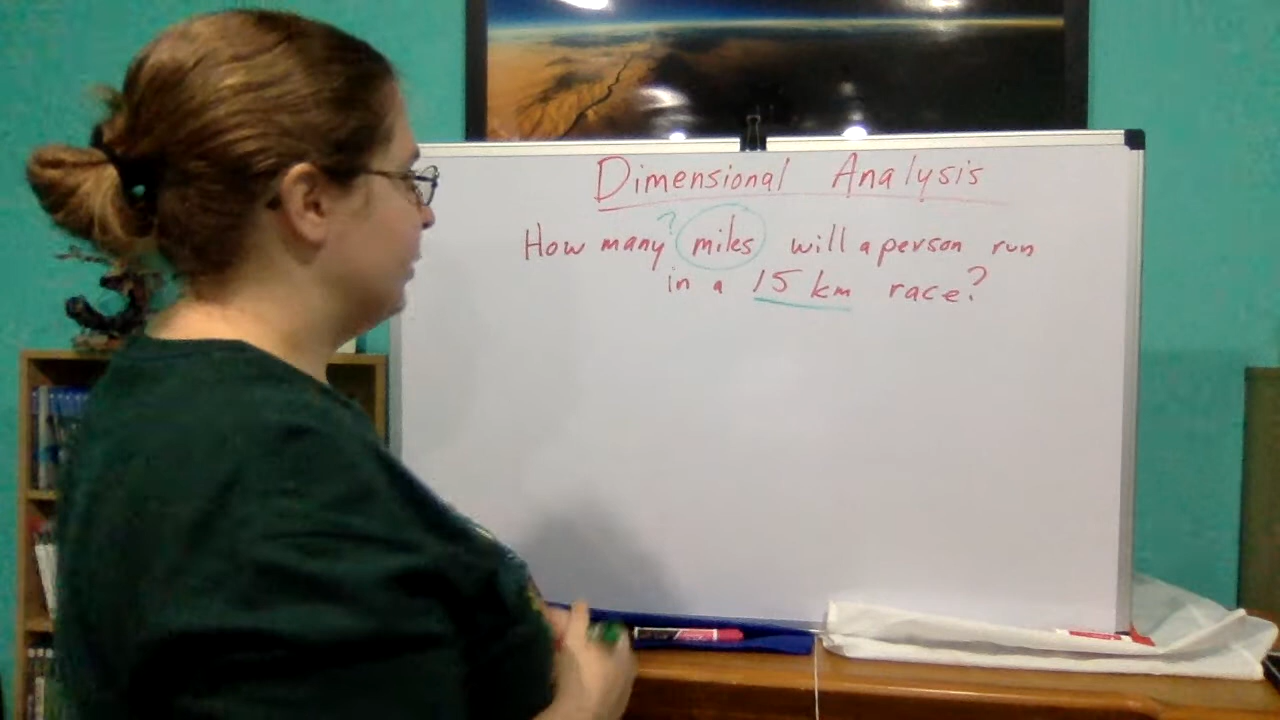 Dimensional Analysis
?
How many miles will a person run
in a 15 km race?